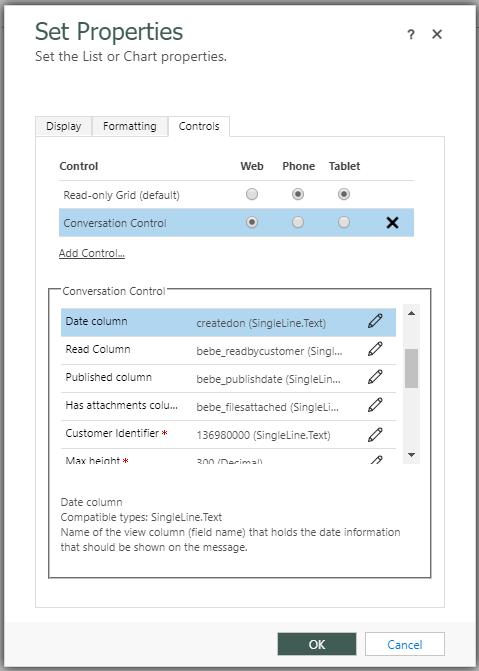 Set Properties
? ×
Set the List or Chart properties.
Display Formatting Controls
Control Web Phone Tablet
Read-only Grid (default)
Conversation Control
Add Control...
Conversation Control
Date column createdon (SingleLine.Text)
Read Column bebe_readbycustomer (Singl...
Published column bebe_publishdate (SingleLin...
Has attachments colu... bebe_filesattached (SingleLi...
Customer Identifier * 136980000 (SingleLine.Text)
Max height * 300 (Decimal)
Date column
Compatible types: SingleLine.Text
Name of the view column (field name) that holds the date information
that should be shown on the message.
OK Cancel